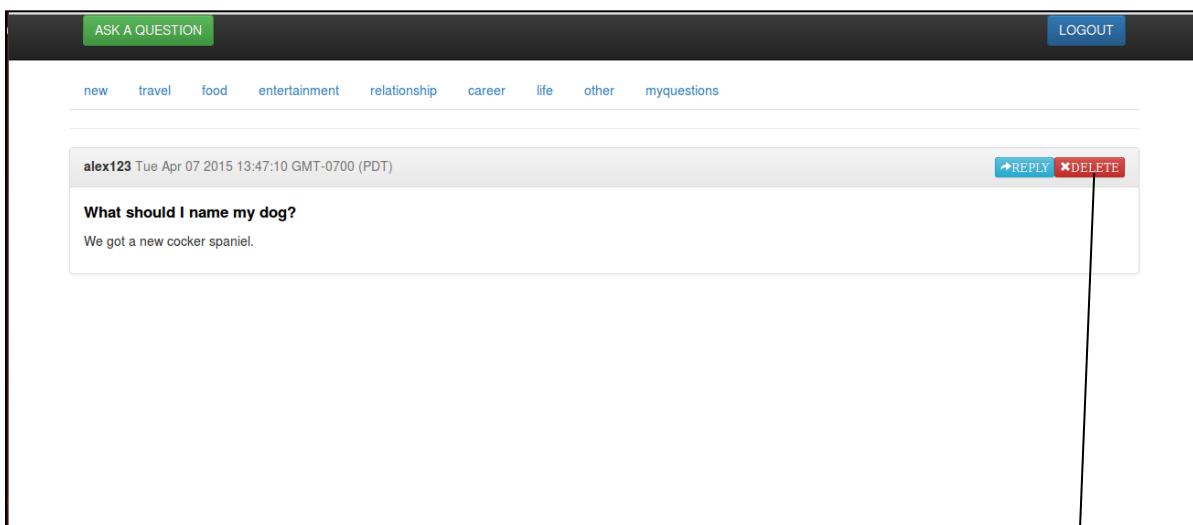 ASK A QUESTION LOGOUT
new travel food entertainment relationship career life other myquestions
alex123 Tue Apr 07 2015 13:47:10 GMT-0700 (PDT) REPLY DELETE
What should I name my dog?
We got a new cocker spaniel.